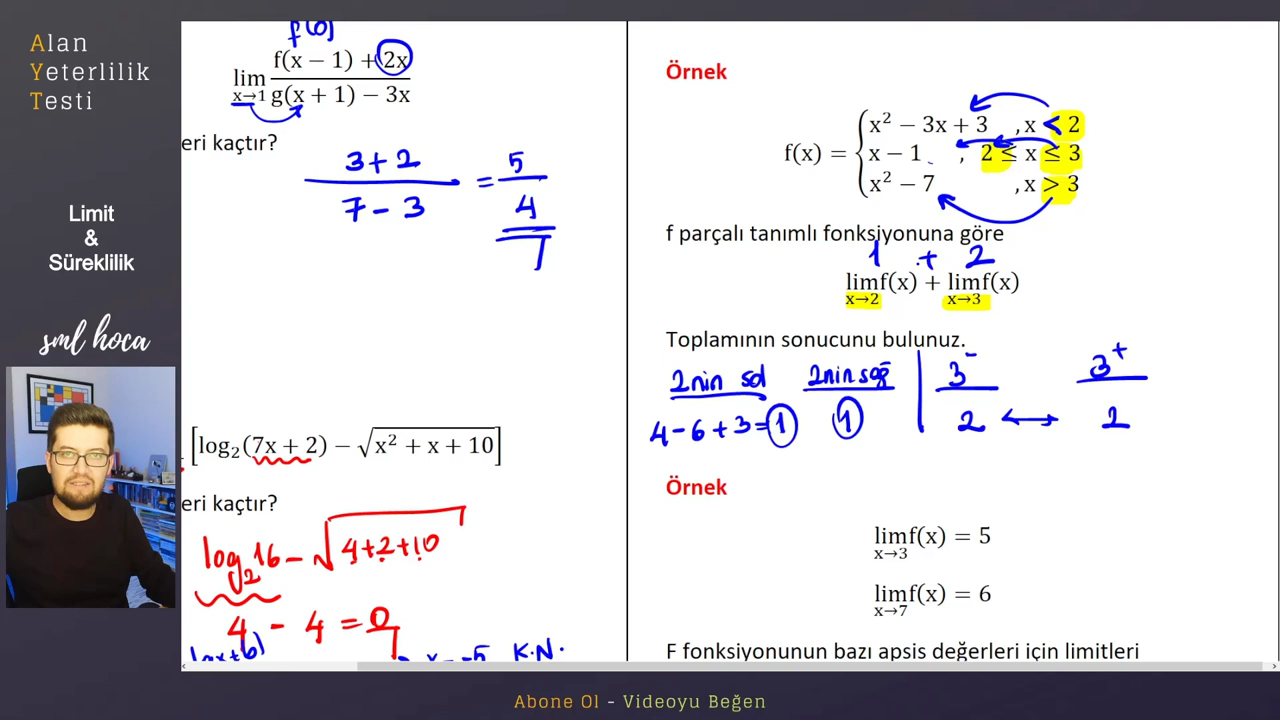 Alan
Yeterlilik
Testi
Limit
&
Süreklilik
sml hoca
f(0)
lim x→1 f(x − 1) + 2x / g(x + 1) − 3x
eri kaçtır?
3 + 2 / 7 − 3 = 5 / 4
[log₂(7x + 2) − √x² + x + 10]
eri kaçtır?
log₂16 − √4+2+10
4 − 4 = 0
x = -5 K.N.
Örnek
x² − 3x + 3 , x < 2
f(x) = { x − 1 , 2 ≤ x ≤ 3
x² − 7 , x > 3
f parçalı tanımlı fonksiyonuna göre
1 + 2
lim f(x) + lim f(x)
x→2 x→3
Toplamının sonucunu bulunuz.
2nin sol 2nin sağ 3⁻ 3⁺
4 − 6 + 3 = 1 1 2 ↔ 2
Örnek
lim f(x) = 5
x→3
lim f(x) = 6
x→7
F fonksiyonunun bazı apsis değerleri için limitleri
Abone Ol - Videoyu Beğen